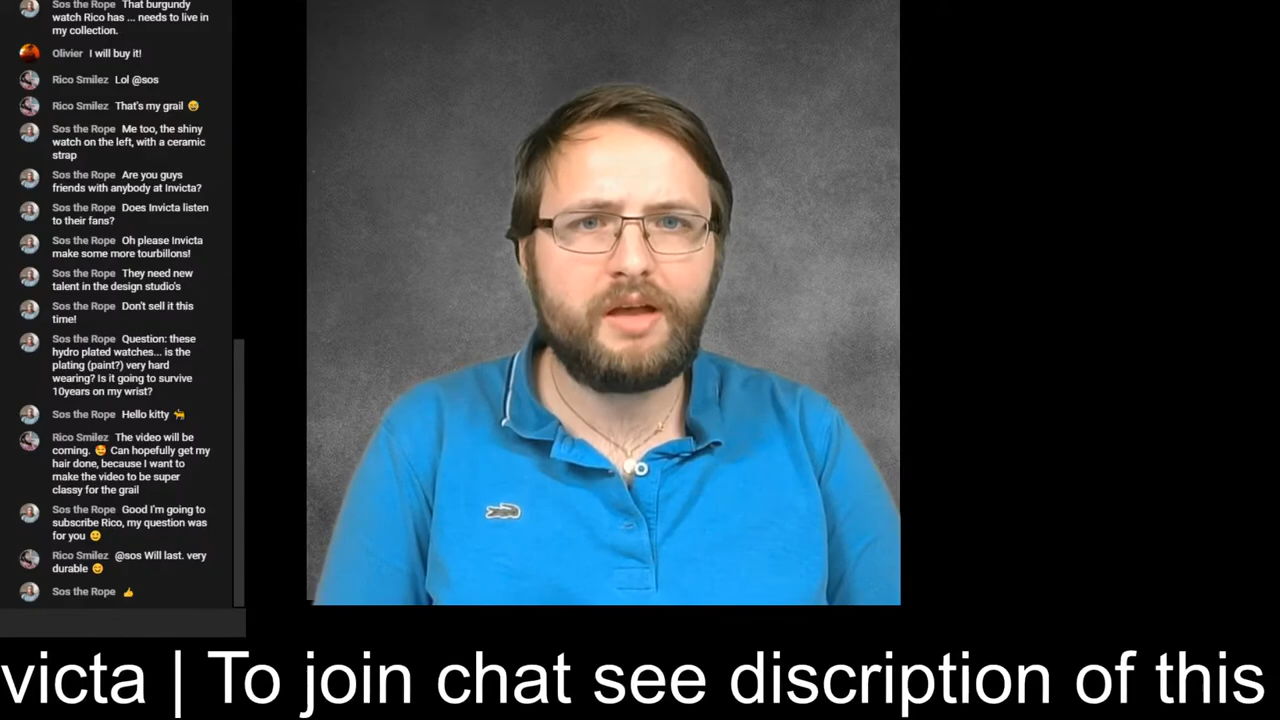 Sos the Rope That burgundy
watch Rico has ... needs to live in
my collection.
Olivier I will buy it!
Rico Smilez Lol @sos
Rico Smilez That's my grail 😅
Sos the Rope Me too, the shiny
watch on the left, with a ceramic
strap
Sos the Rope Are you guys
friends with anybody at Invicta?
Sos the Rope Does Invicta listen
to their fans?
Sos the Rope Oh please Invicta
make some more tourbillons!
Sos the Rope They need new
talent in the design studio's
Sos the Rope Don't sell it this
time!
Sos the Rope Question: these
hydro plated watches... is the
plating (paint?) very hard
wearing? Is it going to survive
10years on my wrist?
Sos the Rope Hello kitty 🐈
Rico Smilez The video will be
coming. 😍 Can hopefully get my
hair done, because I want to
make the video to be super
classy for the grail
Sos the Rope Good I'm going to
subscribe Rico, my question was
for you 🙂
Rico Smilez @sos Will last. very
durable 😊
Sos the Rope 👍
victa | To join chat see discription of this